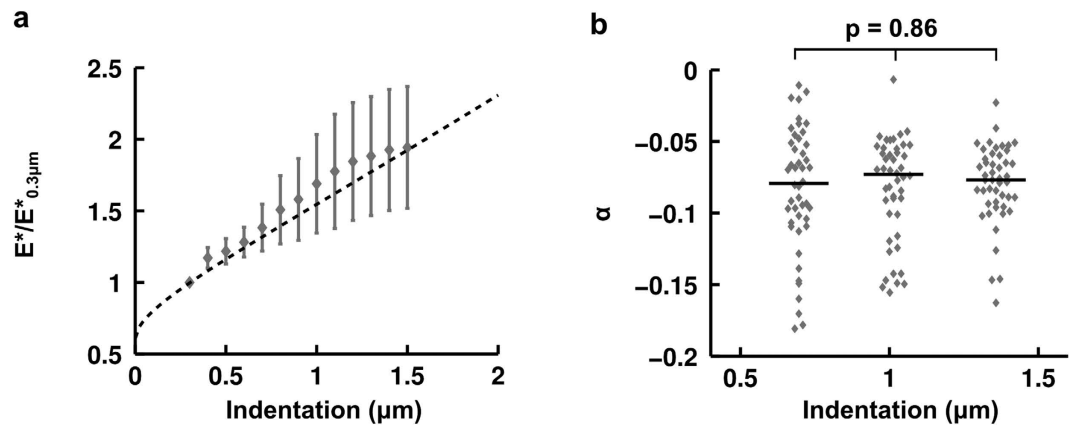 a
2.5
2
1.5
1
0.5
0 0.5 1 1.5 2
Indentation (µm)
E*/E*0.3µm
b
p = 0.86
0
−0.05
−0.1
−0.15
−0.2
0.5 1 1.5
Indentation (µm)
α